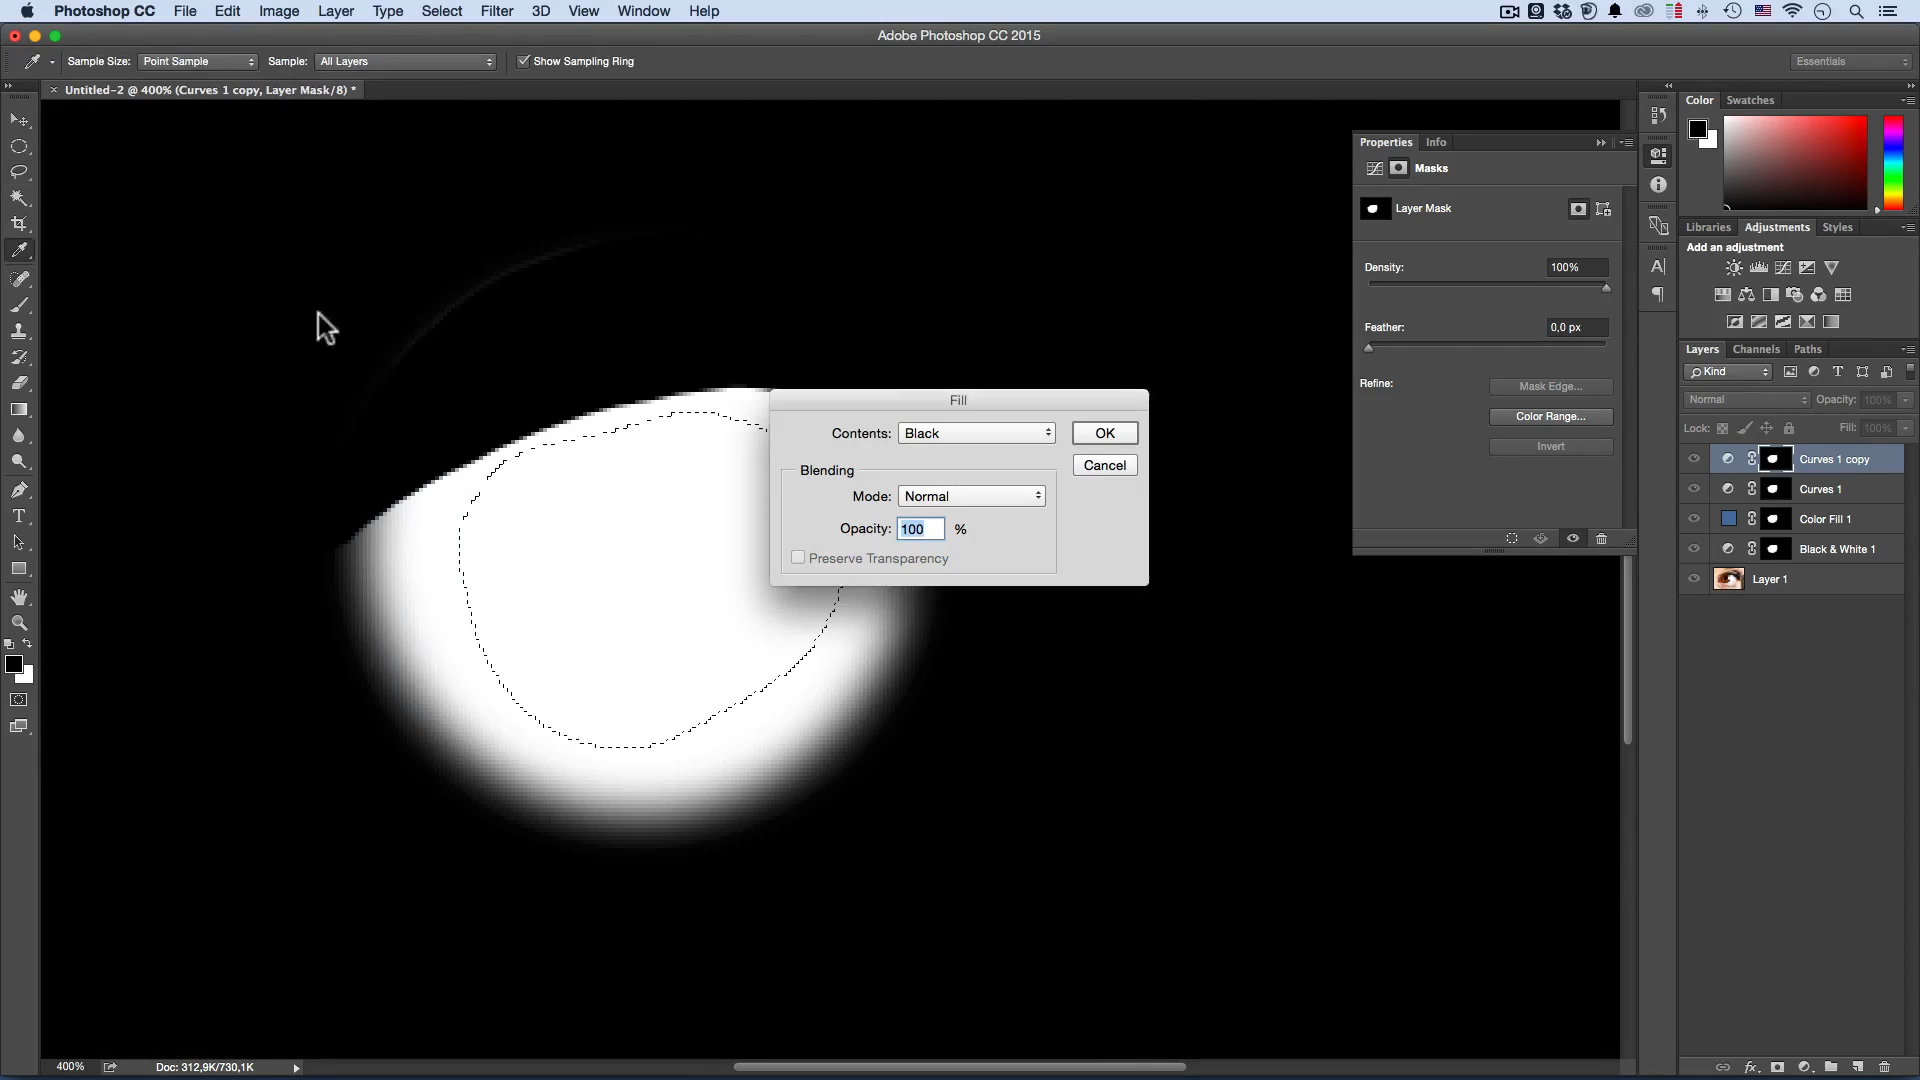 Photoshop CC File Edit Image Layer Type Select Filter 3D View Window Help
Adobe Photoshop CC 2015
Sample Size: Point Sample Sample: All Layers Show Sampling Ring Essentials
Untitled-2 @ 400% (Curves 1 copy, Layer Mask/8) *
Color Swatches
Properties Info
Masks
Layer Mask
Density: 100%
Feather: 0,0 px
Refine: Mask Edge...
Color Range...
Invert
Libraries Adjustments Styles
Add an adjustment
Layers Channels Paths
Kind
Normal Opacity: 100%
Lock: Fill: 100%
Curves 1 copy
Curves 1
Color Fill 1
Black & White 1
Layer 1
Fill
Contents: Black OK
Cancel
Blending
Mode: Normal
Opacity: 100 %
Preserve Transparency
400% Doc: 312,9K/730,1K